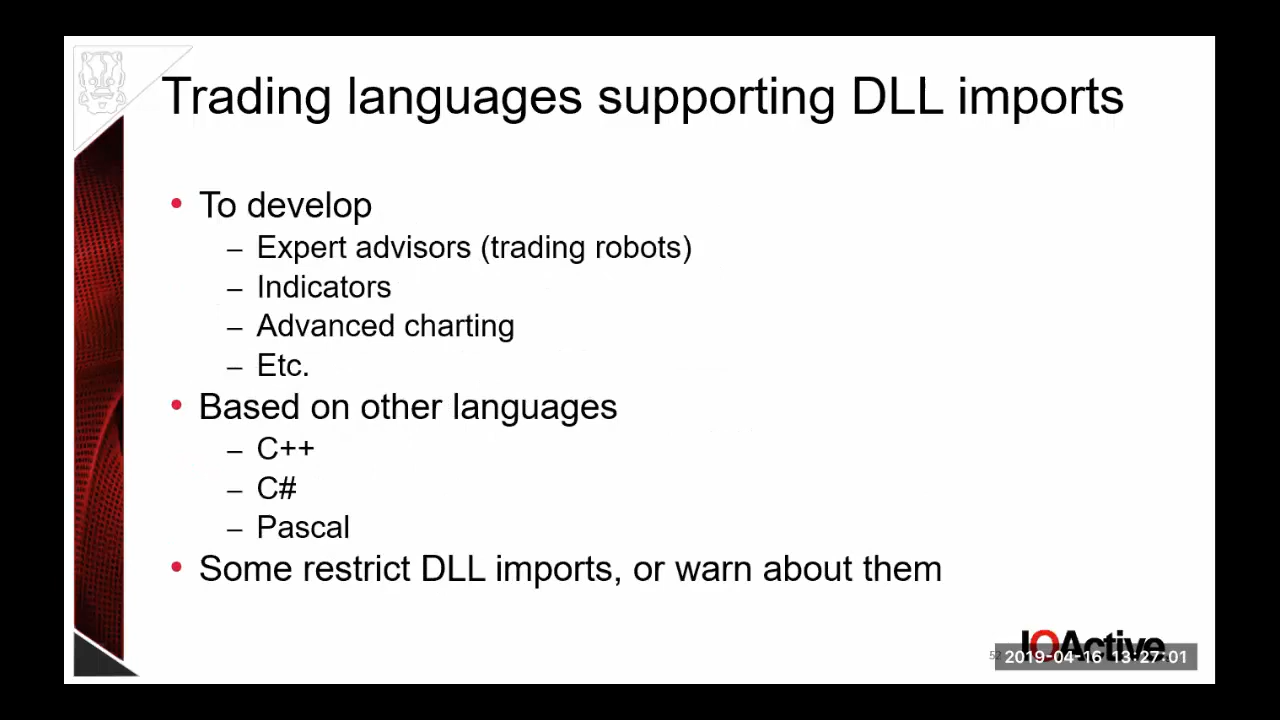 Trading languages supporting DLL imports
• To develop
– Expert advisors (trading robots)
– Indicators
– Advanced charting
– Etc.
• Based on other languages
– C++
– C#
– Pascal
• Some restrict DLL imports, or warn about them
IOActive
52
2019-04-16 13:27:01